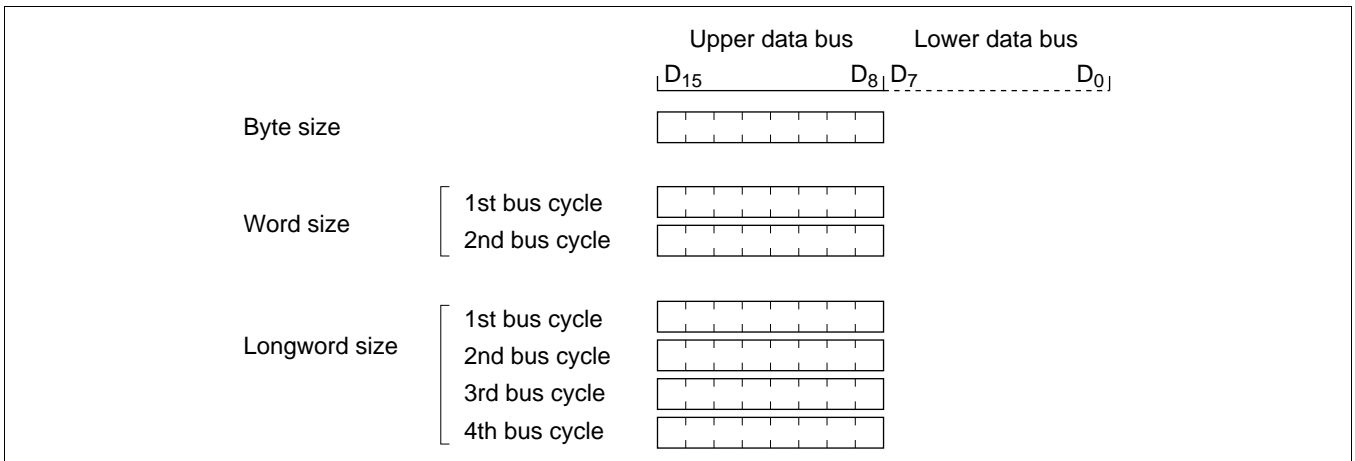 Upper data bus Lower data bus
D15 D8 D7 D0
Byte size
1st bus cycle
Word size
2nd bus cycle
1st bus cycle
Longword size
2nd bus cycle
3rd bus cycle
4th bus cycle